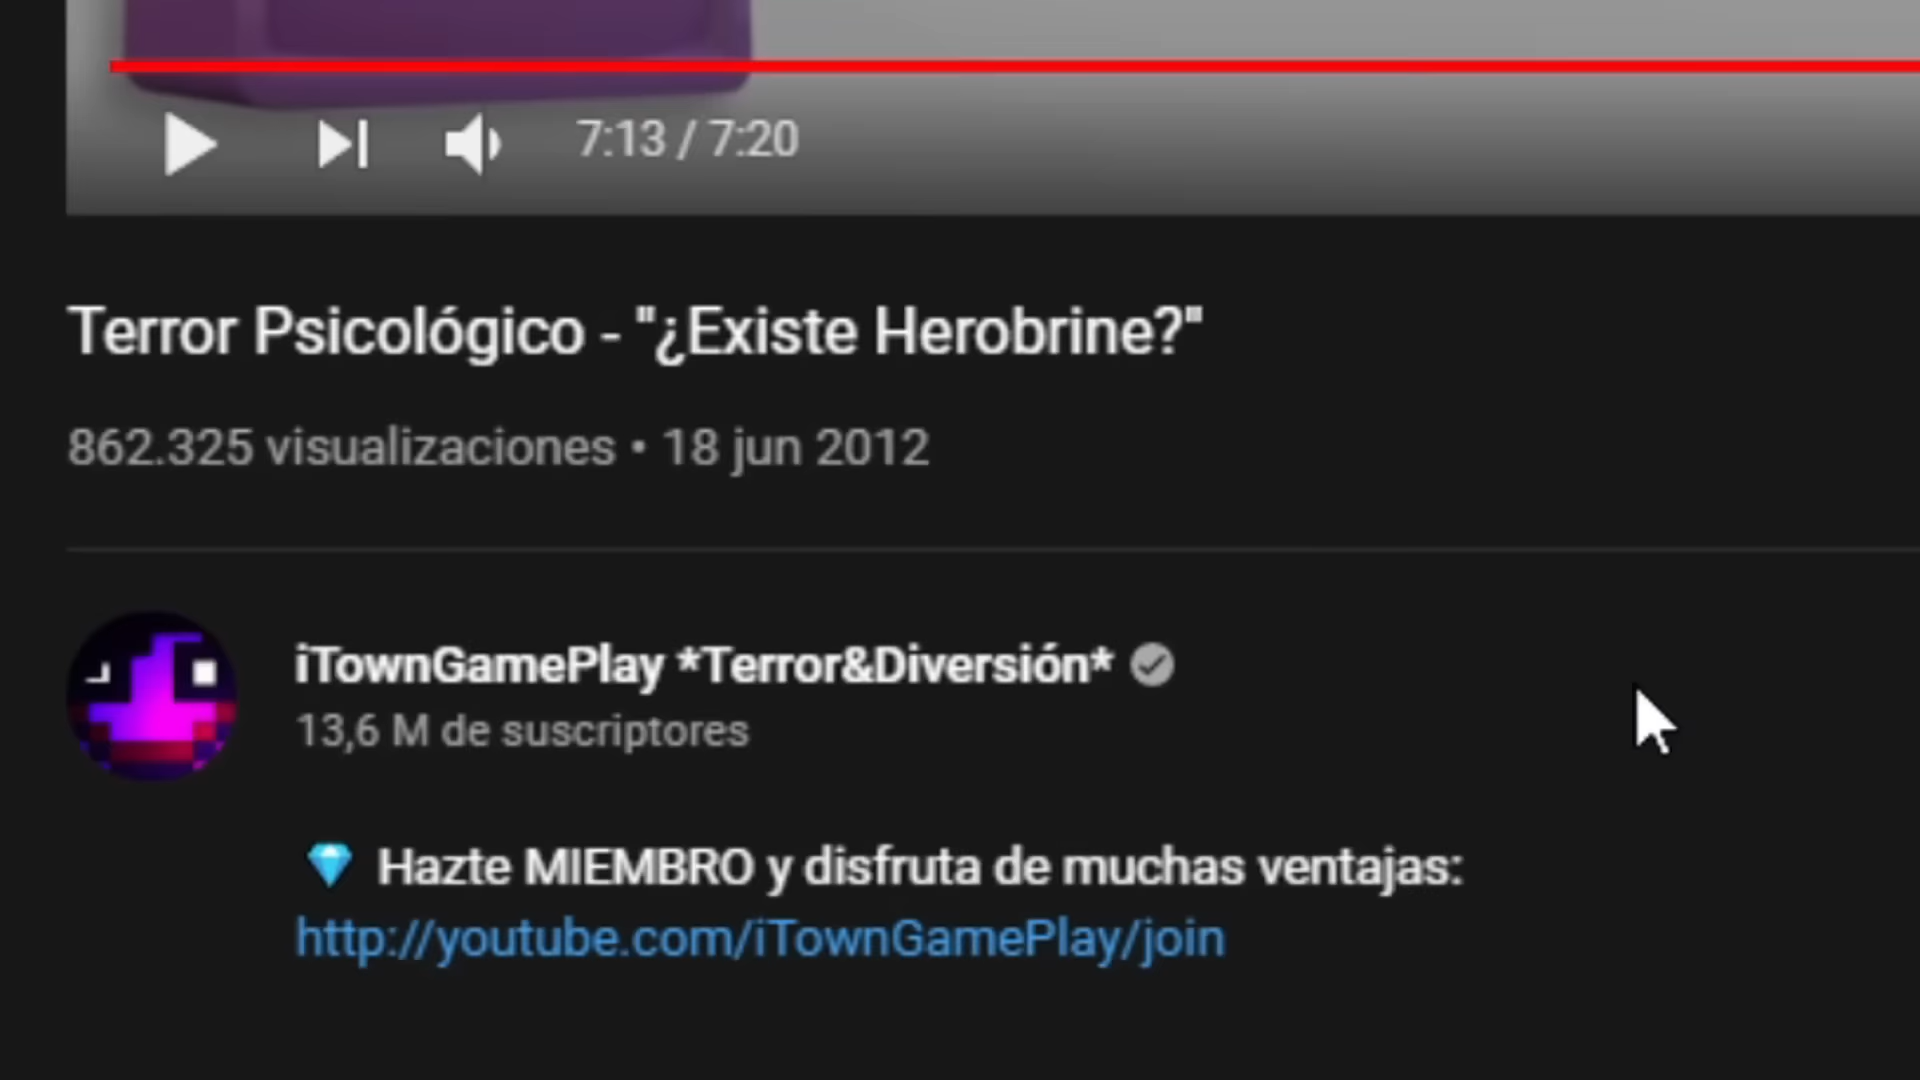 7:13 / 7:20
Terror Psicológico - "¿Existe Herobrine?"
862.325 visualizaciones • 18 jun 2012
iTownGamePlay *Terror&Diversión*
13,6 M de suscriptores
💎 Hazte MIEMBRO y disfruta de muchas ventajas:
http://youtube.com/iTownGamePlay/join